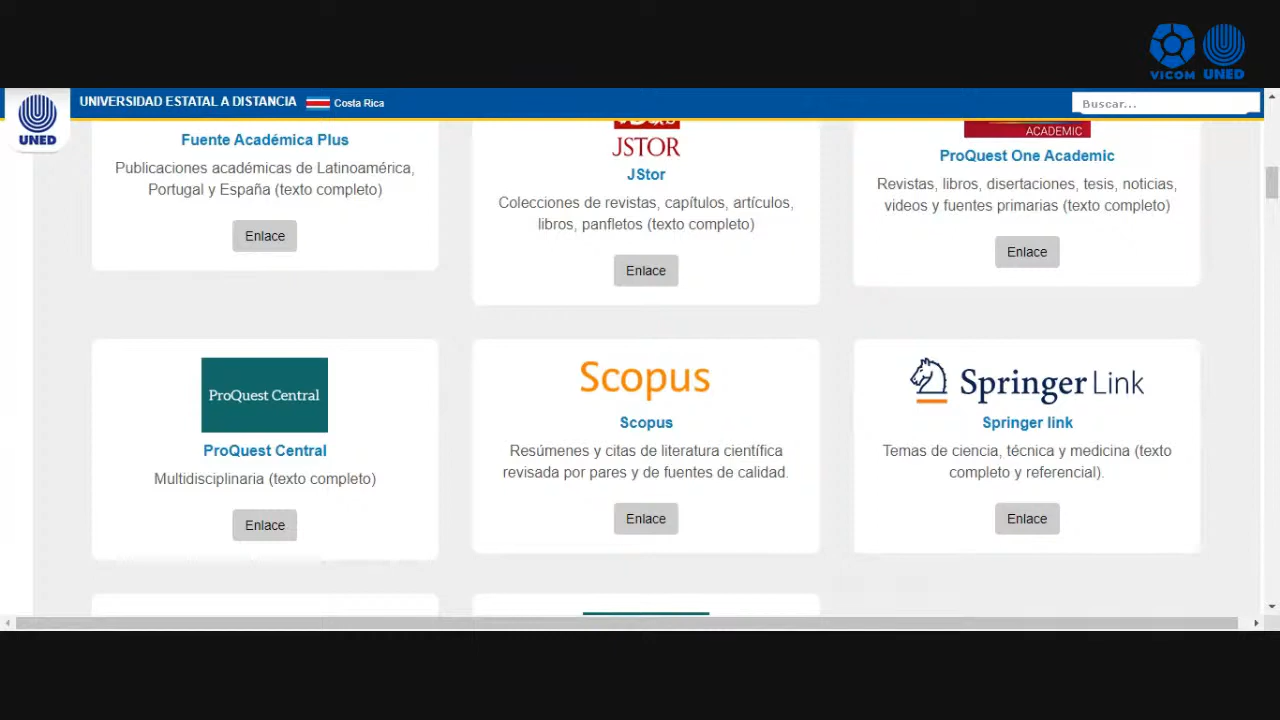 VICOM UNED
UNIVERSIDAD ESTATAL A DISTANCIA Costa Rica
Buscar...
UNED
Fuente Académica Plus
Publicaciones académicas de Latinoamérica,
Portugal y España (texto completo)
Enlace
JSTOR
JStor
Colecciones de revistas, capítulos, artículos,
libros, panfletos (texto completo)
Enlace
ACADEMIC
ProQuest One Academic
Revistas, libros, disertaciones, tesis, noticias,
videos y fuentes primarias (texto completo)
Enlace
ProQuest Central
ProQuest Central
Multidisciplinaria (texto completo)
Enlace
Scopus
Scopus
Resúmenes y citas de literatura científica
revisada por pares y de fuentes de calidad.
Enlace
Springer Link
Springer link
Temas de ciencia, técnica y medicina (texto
completo y referencial).
Enlace